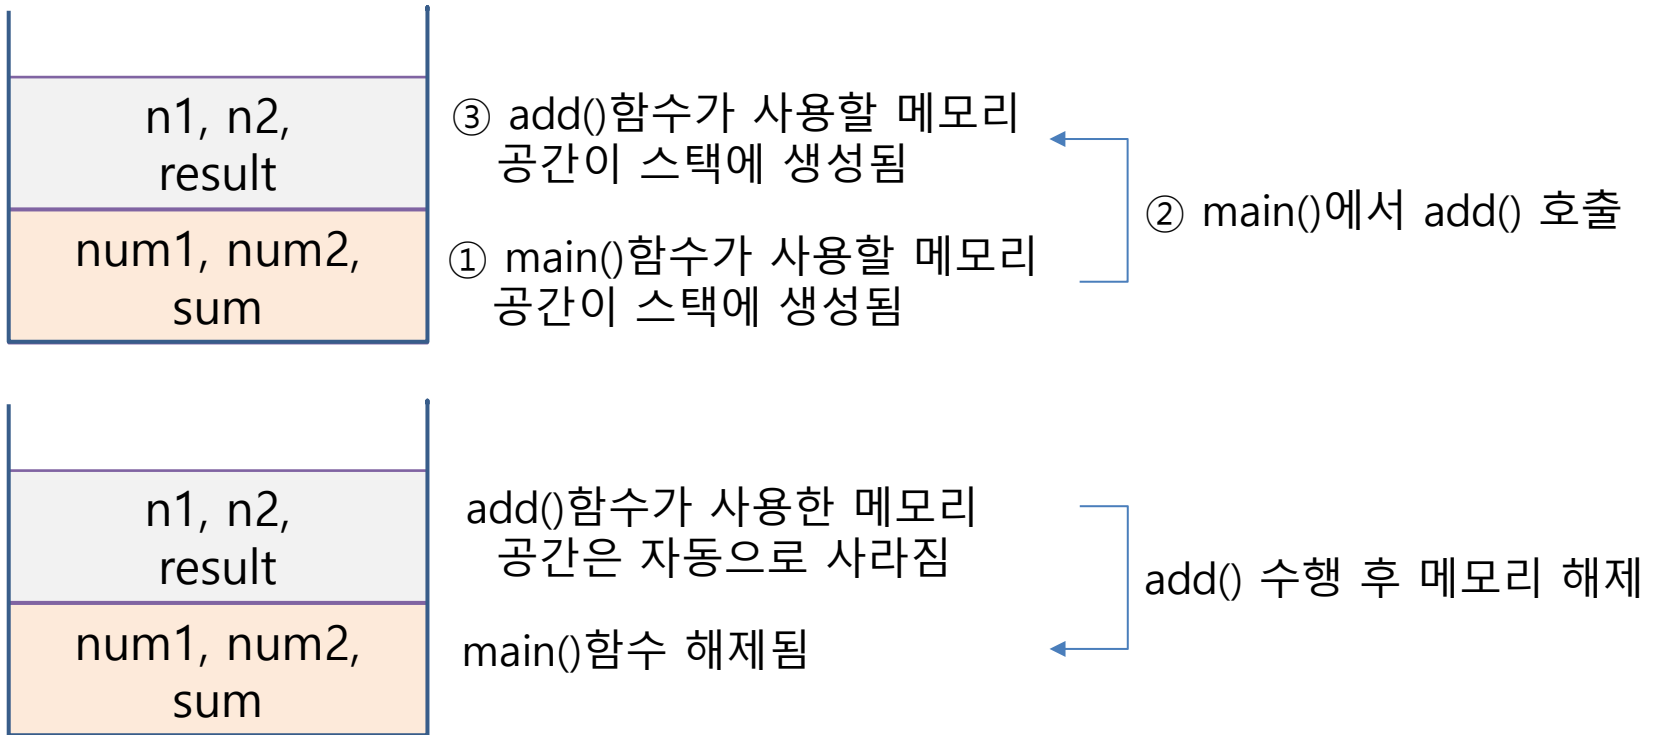 n1, n2,
result
③ add()함수가 사용할 메모리
공간이 스택에 생성됨
② main()에서 add() 호출
num1, num2,
sum
① main()함수가 사용할 메모리
공간이 스택에 생성됨
n1, n2,
result
add()함수가 사용한 메모리
공간은 자동으로 사라짐
add() 수행 후 메모리 해제
num1, num2,
sum
main()함수 해제됨